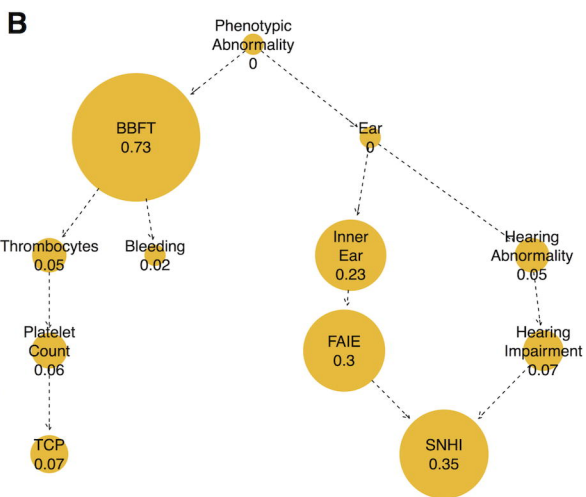 B
Phenotypic
Abnormality
0
BBFT
0.73
Ear
0
Thrombocytes
0.05
Bleeding
0.02
Inner
Ear
0.23
Hearing
Abnormality
0.05
Platelet
Count
0.06
FAIE
0.3
Hearing
Impairment
0.07
TCP
0.07
SNHI
0.35